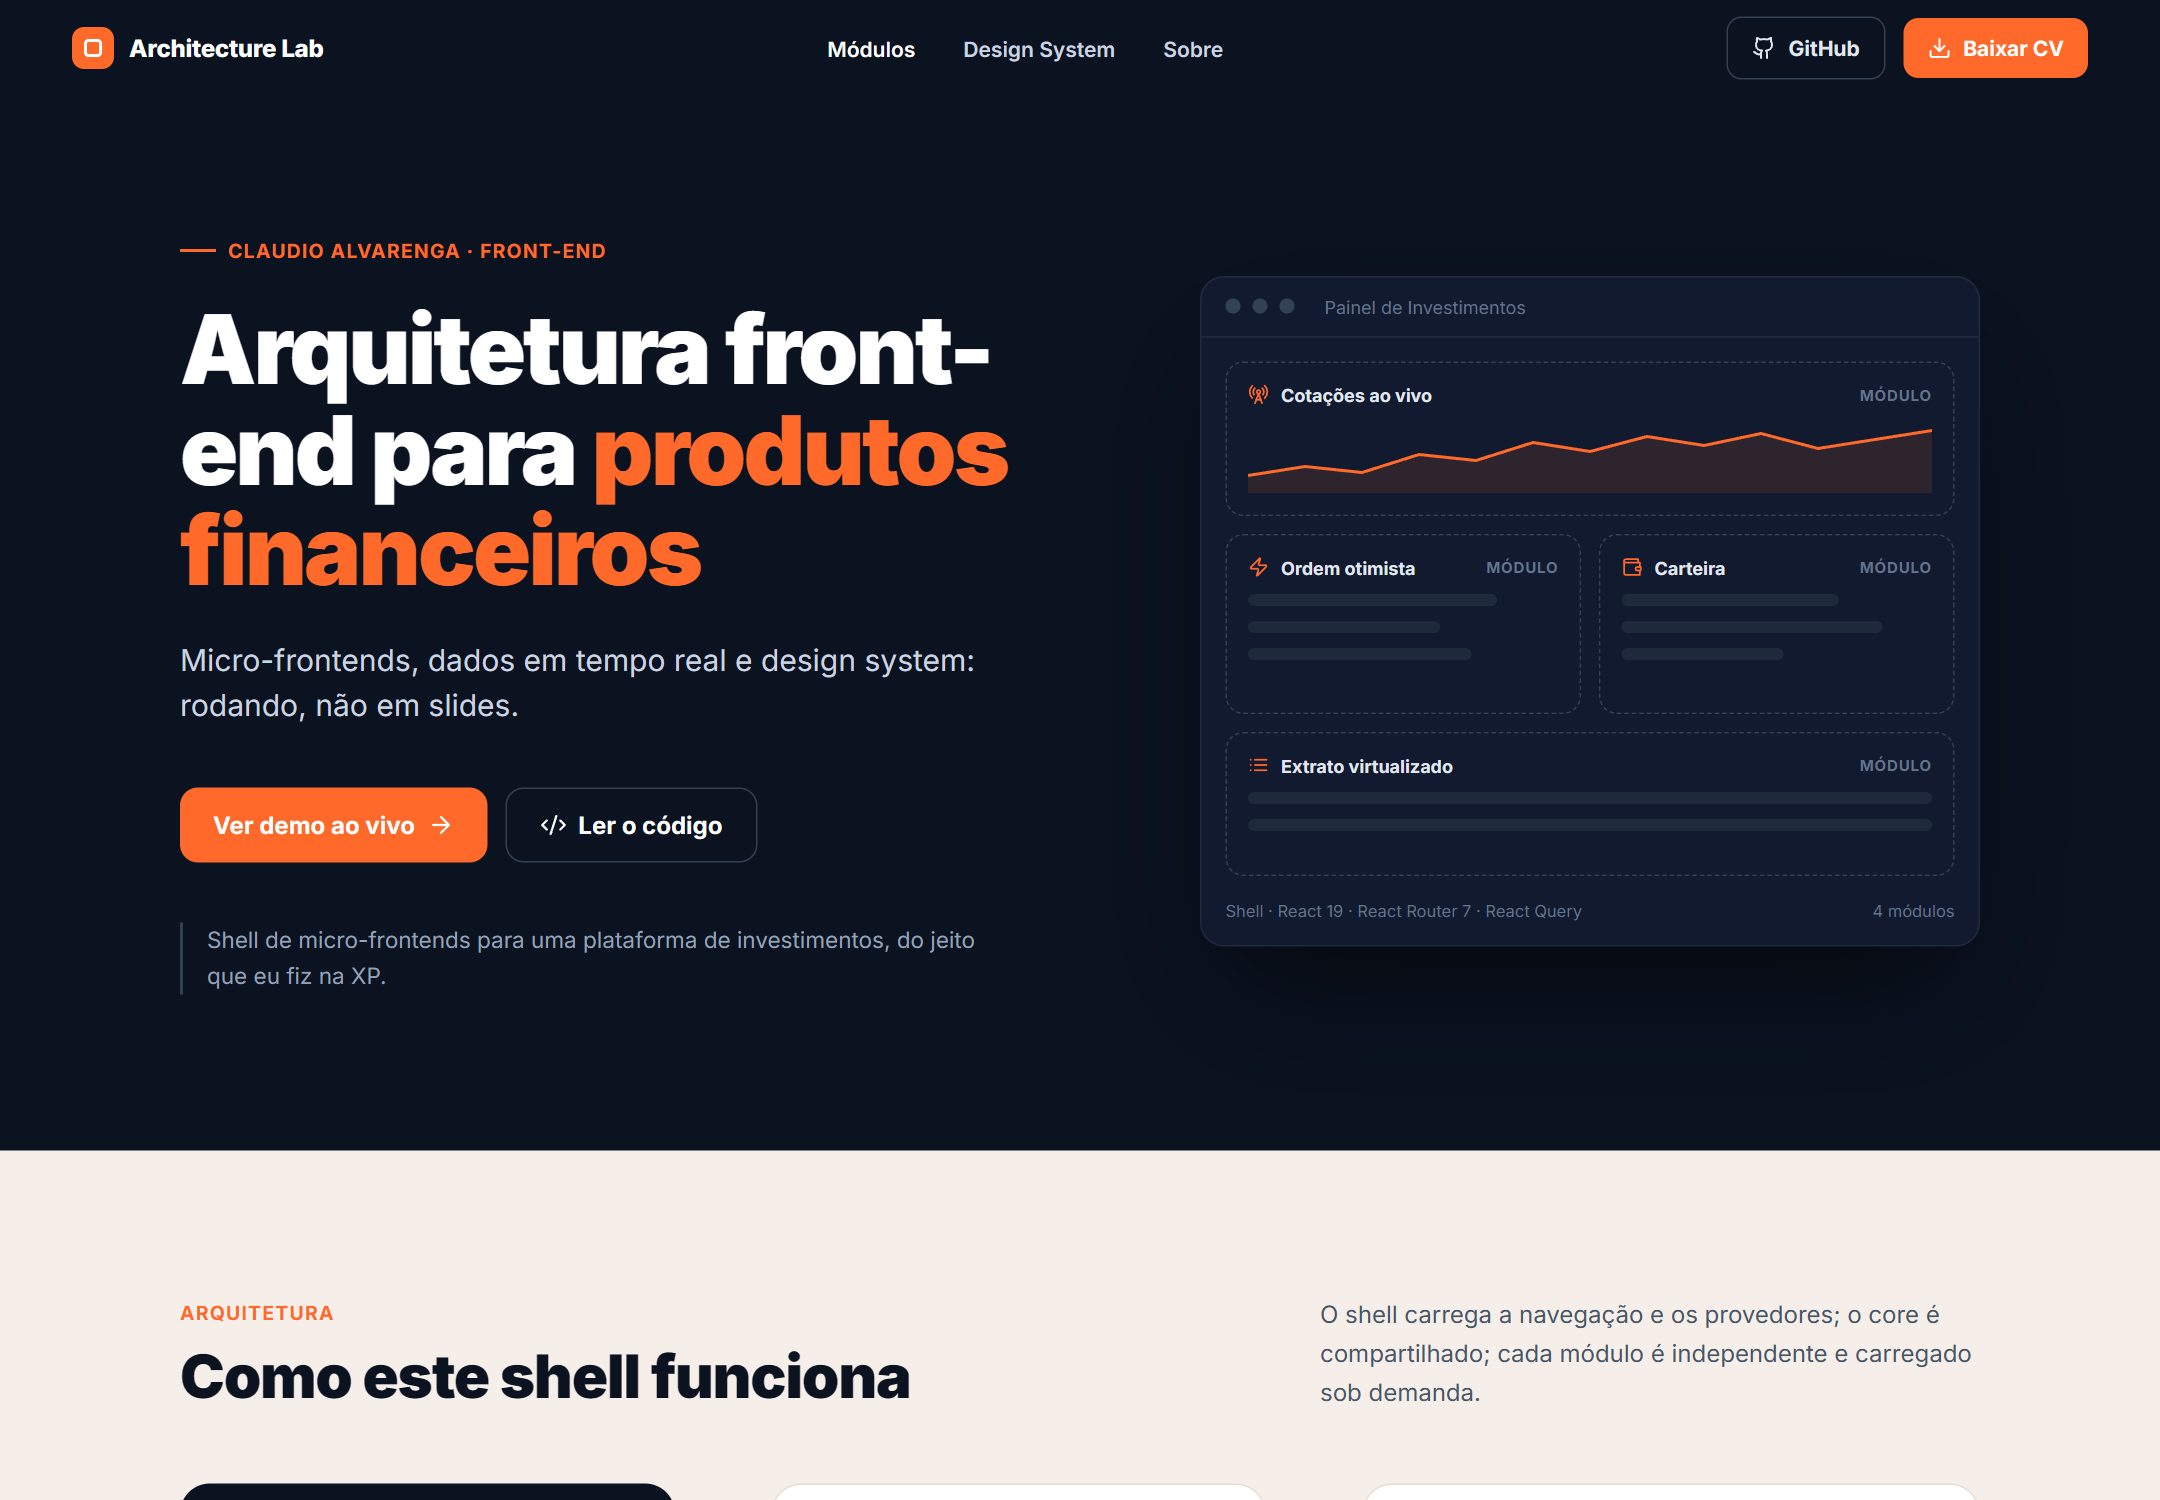 Architecture Lab
Módulos
Design System
Sobre
GitHub
Baixar CV
CLAUDIO ALVARENGA · FRONT-END
Arquitetura front-
end para produtos
financeiros
Micro-frontends, dados em tempo real e design system:
rodando, não em slides.
Ver demo ao vivo
Ler o código
Shell de micro-frontends para uma plataforma de investimentos, do jeito
que eu fiz na XP.
Painel de Investimentos
Cotações ao vivo
MÓDULO
Ordem otimista
MÓDULO
Carteira
MÓDULO
Extrato virtualizado
MÓDULO
Shell · React 19 · React Router 7 · React Query
4 módulos
ARQUITETURA
Como este shell funciona
O shell carrega a navegação e os provedores; o core é
compartilhado; cada módulo é independente e carregado
sob demanda.